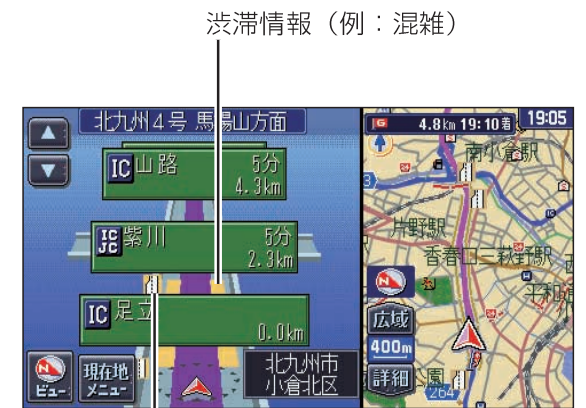 渋滞情報（例：混雑）
北九州4号 馬場山方面
IC 山路 5分
4.3km
IC JC 紫川 5分
2.3km
IC 足立
0.0km
N
ビュー
現在地
メニュー
北九州市
小倉北区
G 4.8km 19:10着
19:05
南小倉駅
3
片野駅
香春口三萩野駅
N
広域
400m
詳細
公園
264